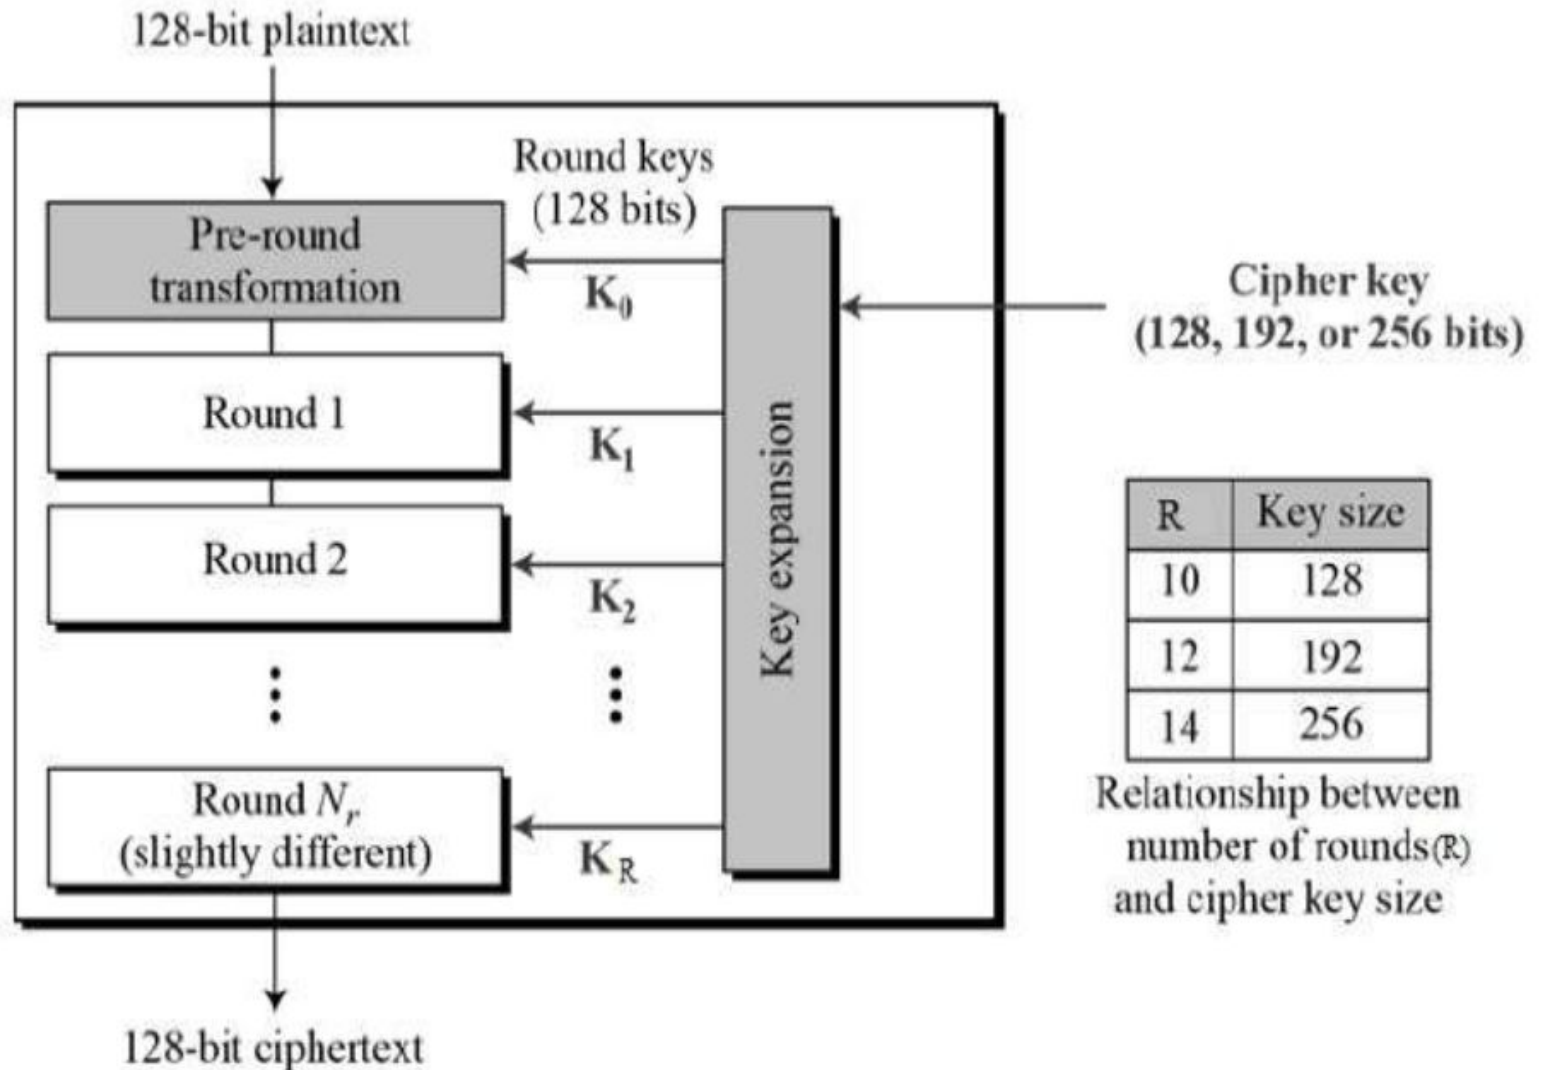 128-bit plaintext
Round keys
(128 bits)
Pre-round
transformation
K0
Cipher key
(128, 192, or 256 bits)
Round 1
K1
Round 2
K2
Key expansion
Round Nr
(slightly different)
KR
128-bit ciphertext
R Key size
10 128
12 192
14 256
Relationship between
number of rounds(R)
and cipher key size